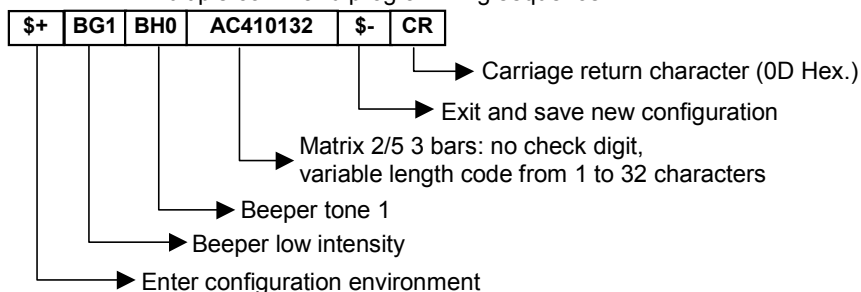 $+ BG1 BH0 AC410132 $- CR
Carriage return character (0D Hex.)
Exit and save new configuration
Matrix 2/5 3 bars: no check digit,
variable length code from 1 to 32 characters
Beeper tone 1
Beeper low intensity
Enter configuration environment